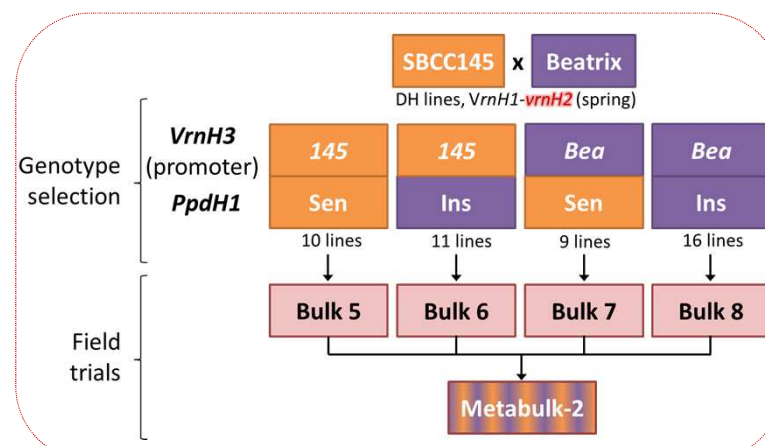 SBCC145 x Beatrix
DH lines, VrnH1-vrnH2 (spring)
Genotype selection
VrnH3 (promoter)
145 145 Bea Bea
PpdH1
Sen Ins Sen Ins
10 lines 11 lines 9 lines 16 lines
Field trials
Bulk 5 Bulk 6 Bulk 7 Bulk 8
Metabulk-2